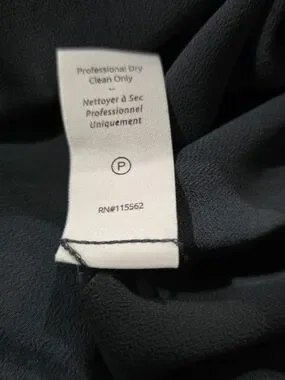 Professional Dry
Clean Only
–
Nettoyer à Sec
Professionnel
Uniquement
P
RN#115562